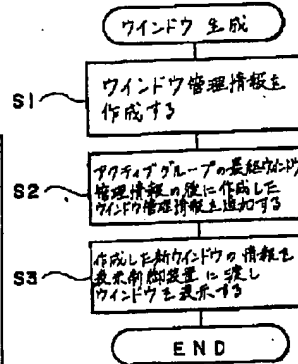 ウインドウ 生成
S1
ウインドウ管理情報を
作成する
S2
アクティブグループの最終ウインドウ
管理情報の後に作成した
ウインドウ管理情報を追加する
S3
作成した新ウインドウの情報を
表示制御装置に渡し
ウインドウを表示する
END